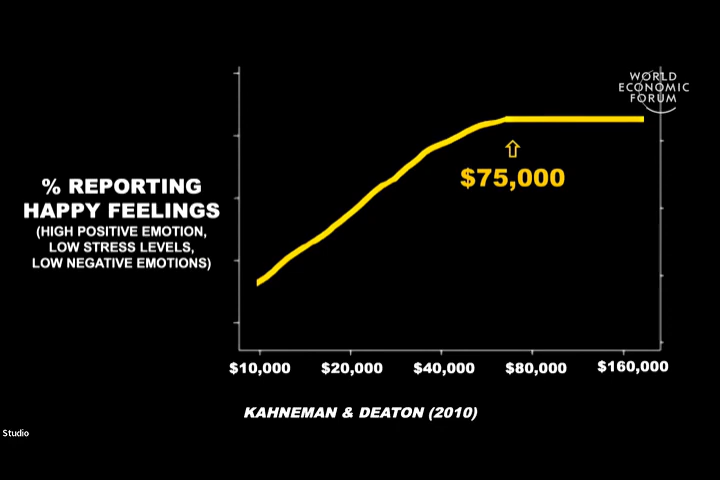 WORLD
ECONOMIC
FORUM
$75,000
% REPORTING
HAPPY FEELINGS
(HIGH POSITIVE EMOTION,
LOW STRESS LEVELS,
LOW NEGATIVE EMOTIONS)
$10,000 $20,000 $40,000 $80,000 $160,000
KAHNEMAN & DEATON (2010)
Studio